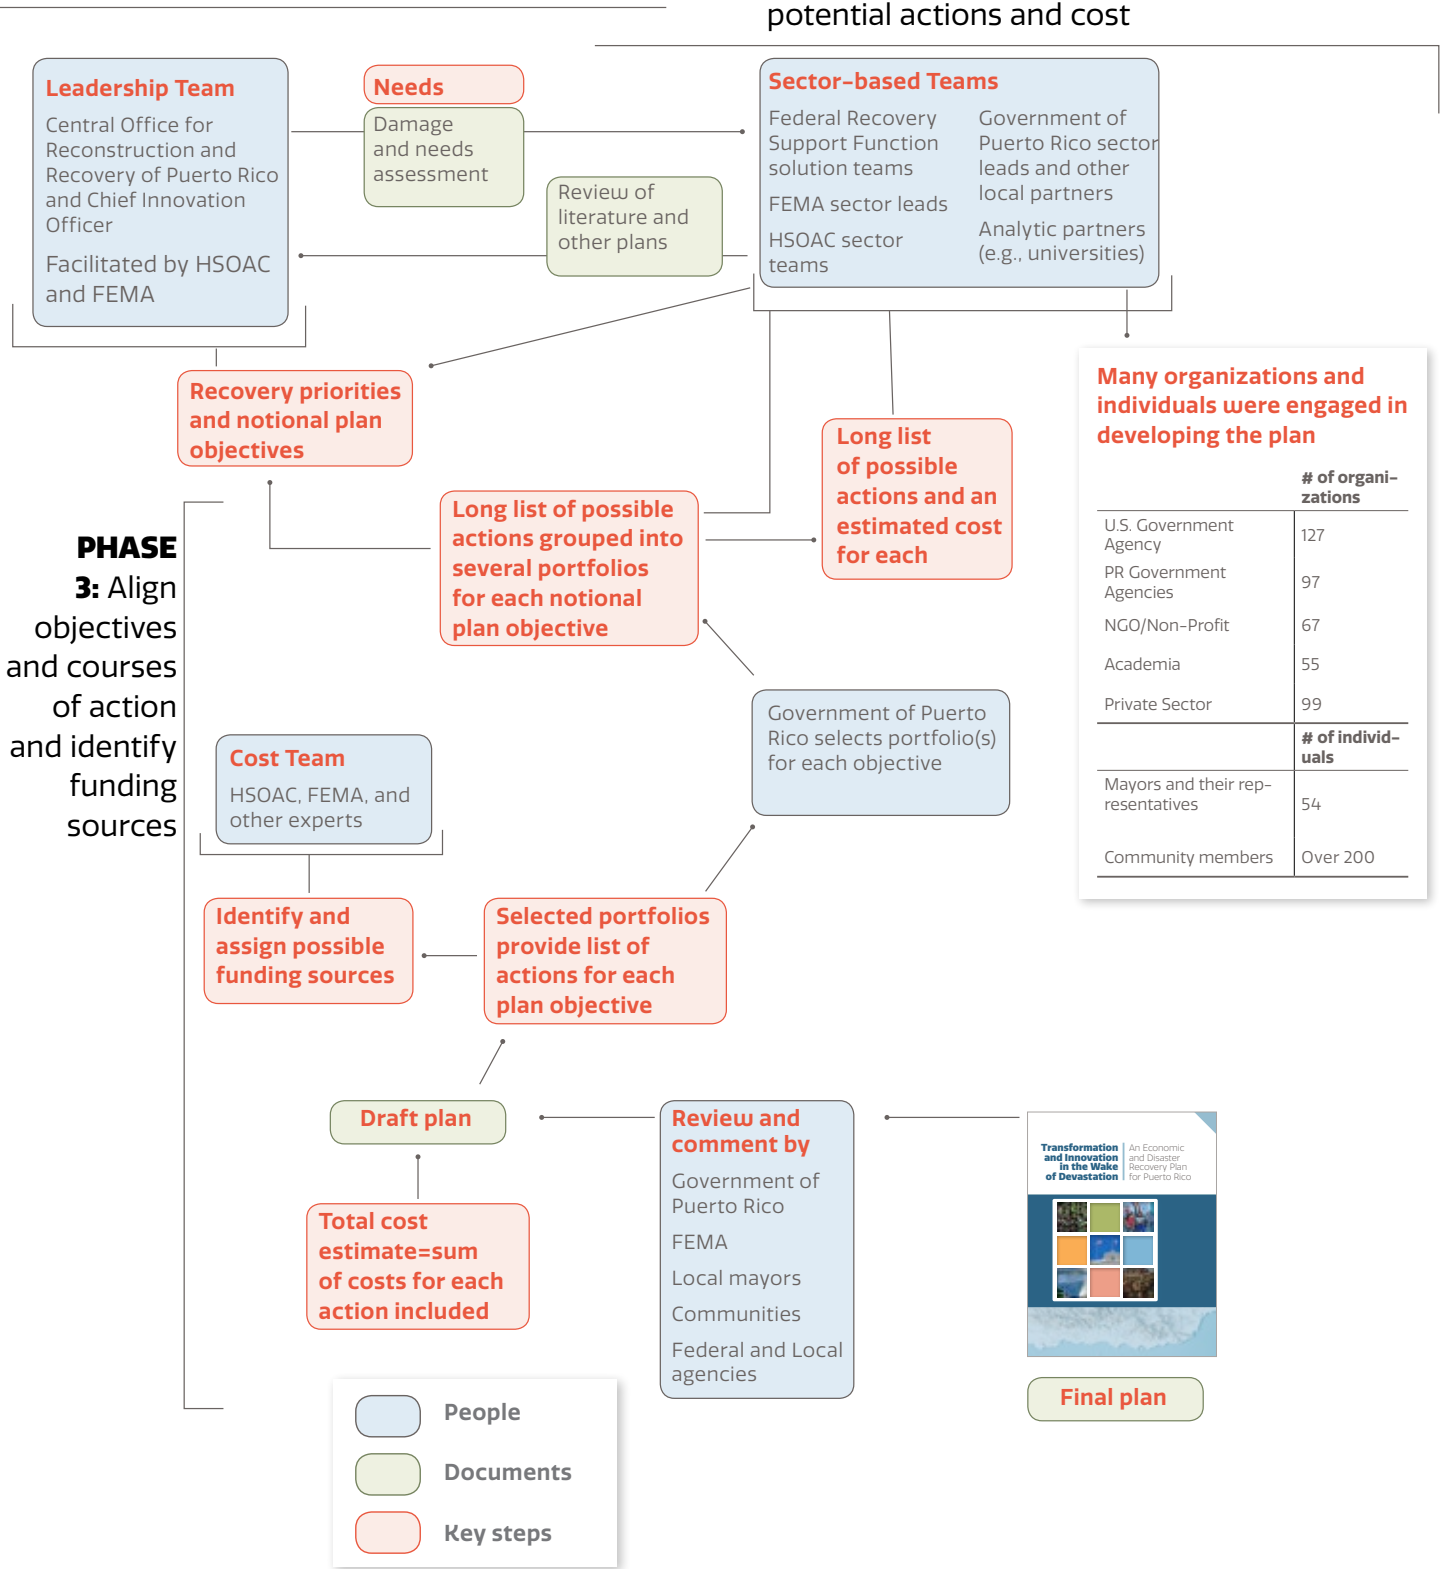 potential actions and cost
Leadership Team
Central Office for
Reconstruction and
Recovery of Puerto Rico
and Chief Innovation
Officer
Facilitated by HSOAC
and FEMA
Needs
Damage
and needs
assessment
Review of
literature and
other plans
Sector-based Teams
Federal Recovery
Support Function
solution teams
FEMA sector leads
HSOAC sector
teams
Government of
Puerto Rico sector
leads and other
local partners
Analytic partners
(e.g., universities)
Recovery priorities
and notional plan
objectives
Long list
of possible
actions and an
estimated cost
for each
Many organizations and
individuals were engaged in
developing the plan
# of organi-
zations
U.S. Government
Agency
127
PR Government
Agencies
97
NGO/Non-Profit 67
Academia 55
Private Sector 99
# of individ-
uals
Mayors and their rep-
resentatives
54
Community members Over 200
PHASE
3: Align
objectives
and courses
of action
and identify
funding
sources
Long list of possible
actions grouped into
several portfolios
for each notional
plan objective
Government of Puerto
Rico selects portfolio(s)
for each objective
Cost Team
HSOAC, FEMA, and
other experts
Identify and
assign possible
funding sources
Selected portfolios
provide list of
actions for each
plan objective
Draft plan
Total cost
estimate=sum
of costs for each
action included
Review and
comment by
Government of
Puerto Rico
FEMA
Local mayors
Communities
Federal and Local
agencies
Transformation
and Innovation
in the Wake
of Devastation
An Economic
and Disaster
Recovery Plan
for Puerto Rico
Final plan
People
Documents
Key steps